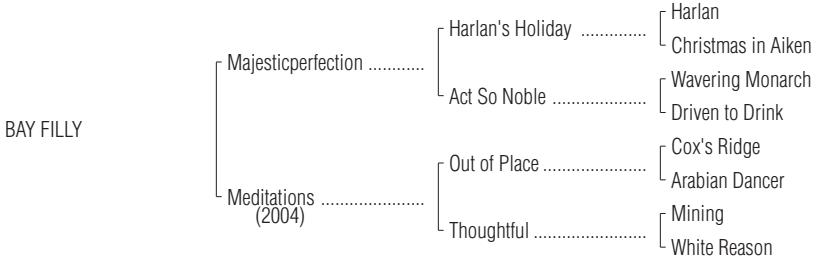 Harlan
Harlan's Holiday ..............
Christmas in Aiken
Majesticperfection ............
Wavering Monarch
Act So Noble ....................
Driven to Drink
BAY FILLY
Cox's Ridge
Out of Place ......................
Arabian Dancer
Meditations ......................
(2004)
Mining
Thoughtful ........................
White Reason